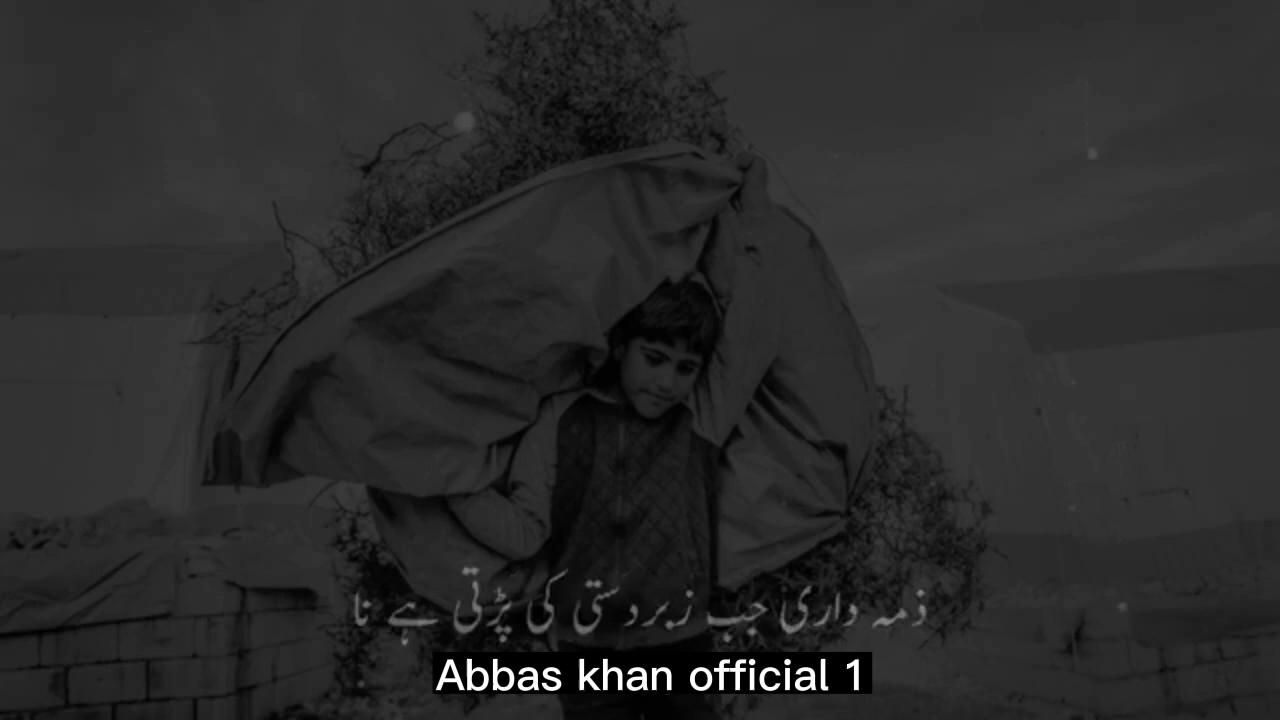 ذمہ داری جب زبردستی کی پڑتی ہے نا
Abbas khan official 1